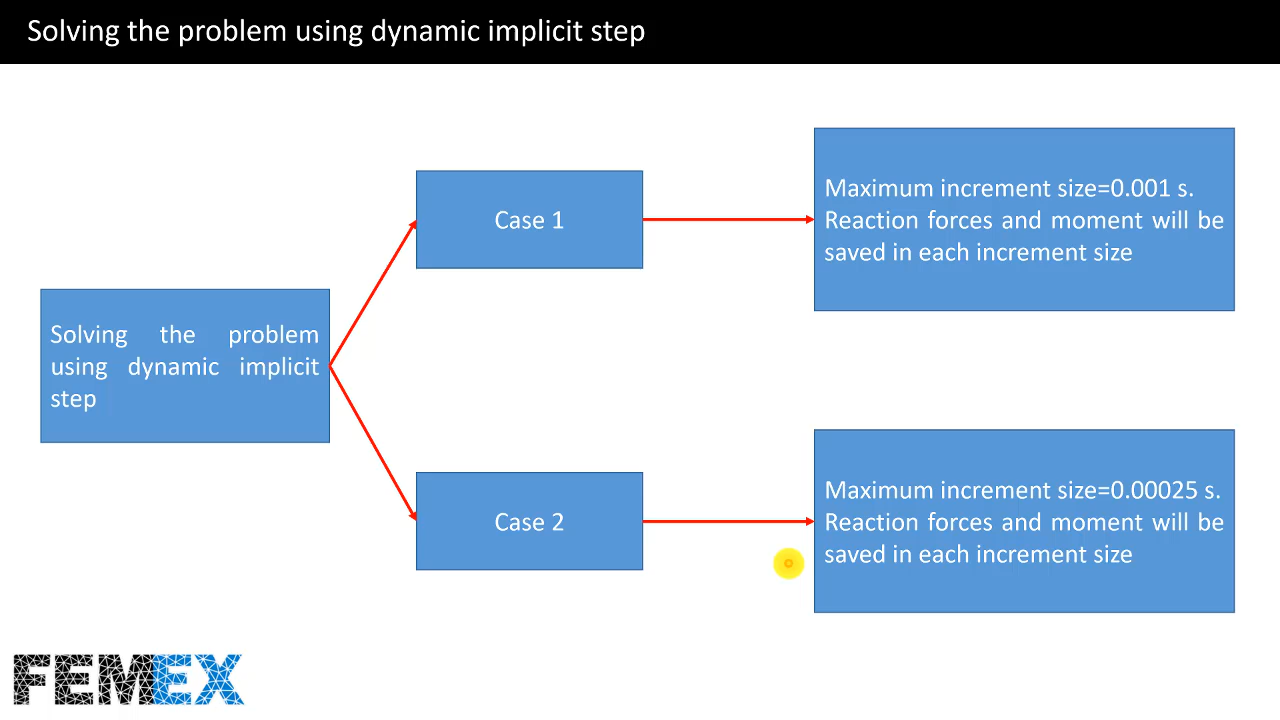 Solving the problem using dynamic implicit step
Solving the problem
using dynamic implicit
step
Case 1
Maximum increment size=0.001 s.
Reaction forces and moment will be
saved in each increment size
Case 2
Maximum increment size=0.00025 s.
Reaction forces and moment will be
saved in each increment size
FEMEX